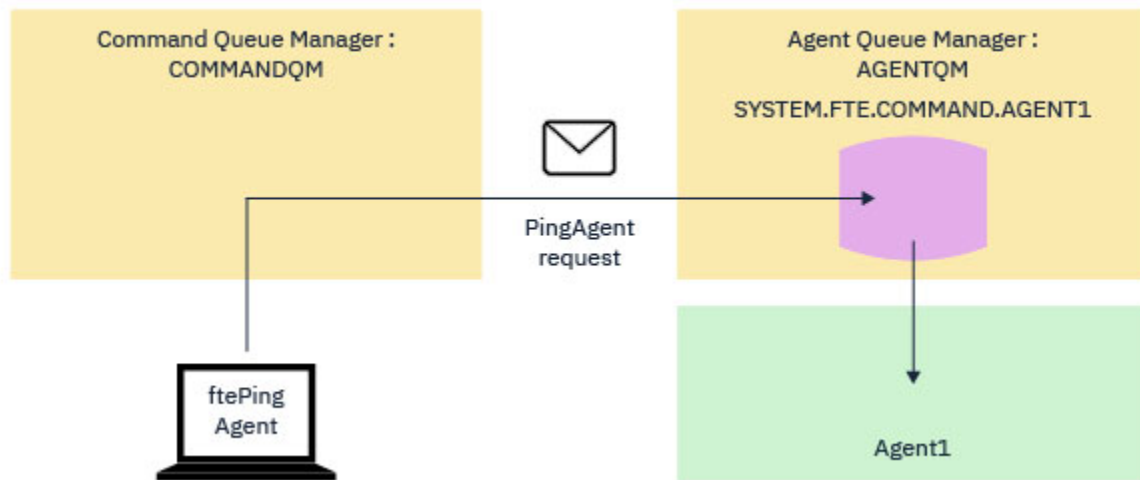 Command Queue Manager :
COMMANDQM
Agent Queue Manager :
AGENTQM
SYSTEM.FTE.COMMAND.AGENT1
PingAgent
request
ftePing
Agent
Agent1